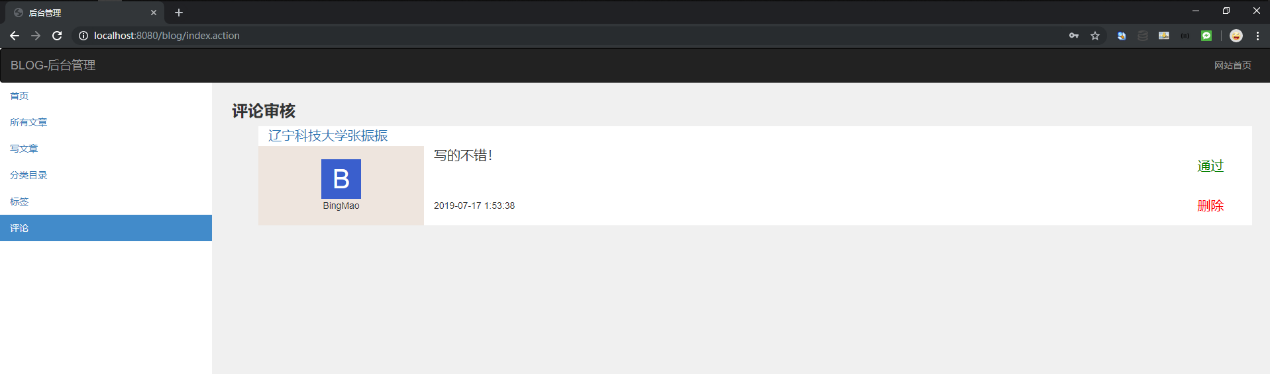 后台管理
localhost:8080/blog/index.action
BLOG-后台管理
网站首页
首页
所有文章
写文章
分类目录
标签
评论
评论审核
辽宁科技大学张振振
B
BingMao
写的不错!
2019-07-17 1:53:38
通过
删除